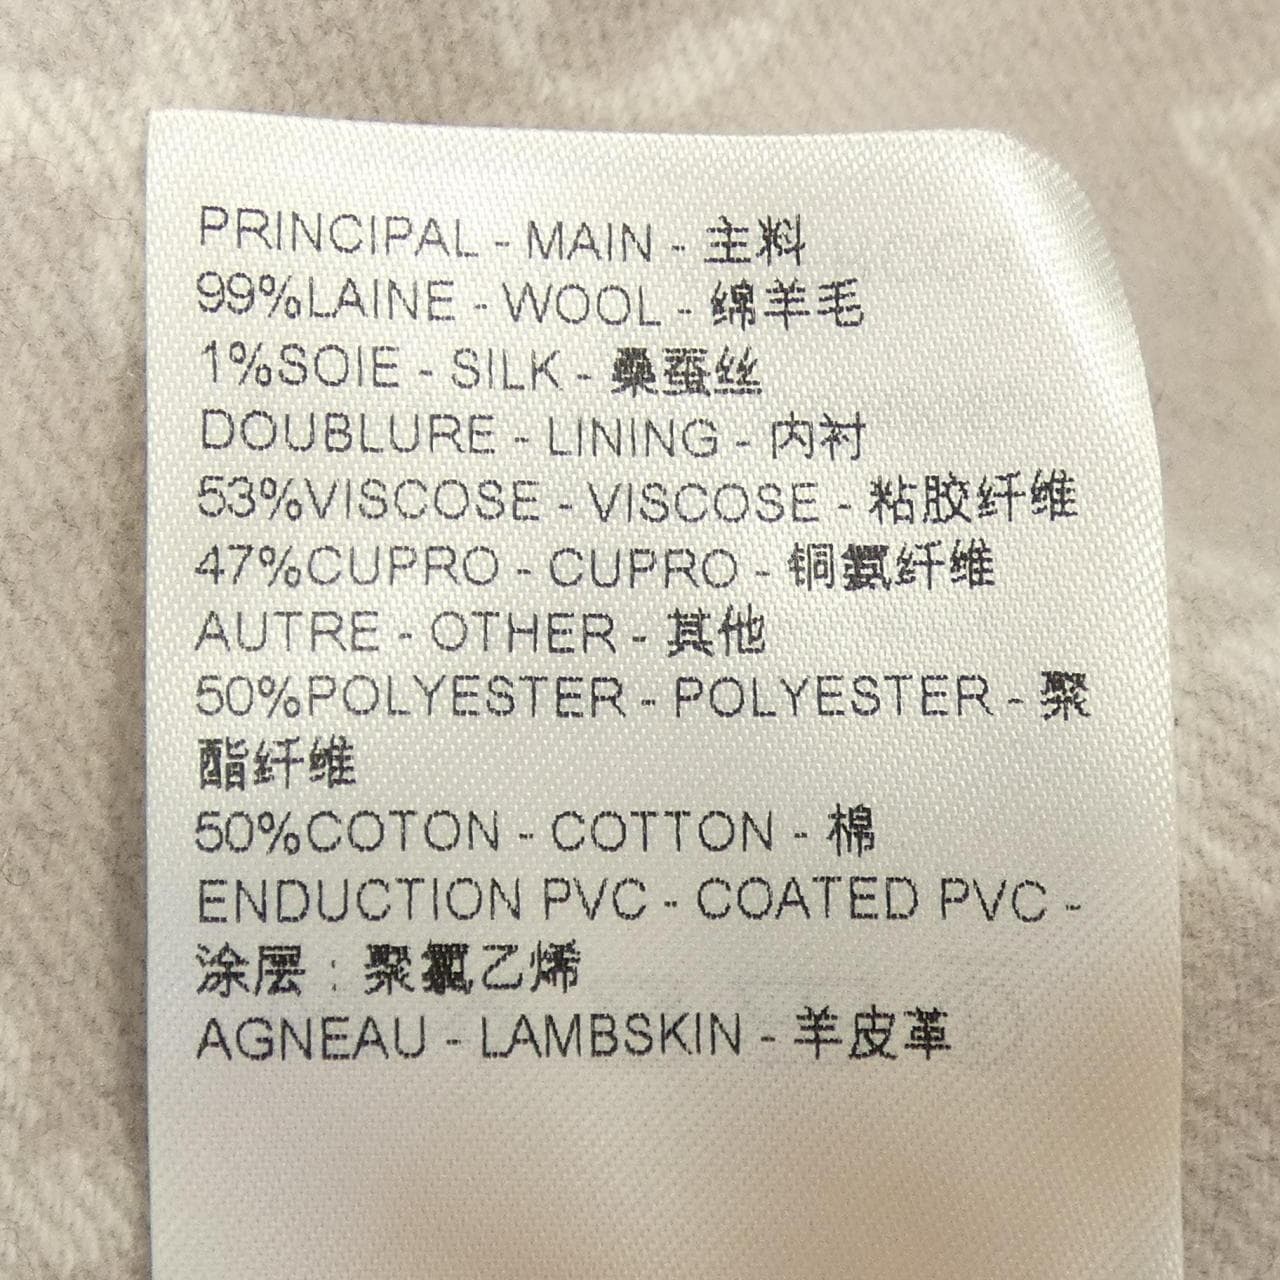 PRINCIPAL - MAIN - 主料
99%LAINE - WOOL - 绵羊毛
1%SOIE - SILK - 桑蚕丝
DOUBLURE - LINING - 内衬
53%VISCOSE - VISCOSE - 粘胶纤维
47%CUPRO - CUPRO - 铜氨纤维
AUTRE - OTHER - 其他
50%POLYESTER - POLYESTER - 聚
酯纤维
50%COTON - COTTON - 棉
ENDUCTION PVC - COATED PVC -
涂层 : 聚氯乙烯
AGNEAU - LAMBSKIN - 羊皮革